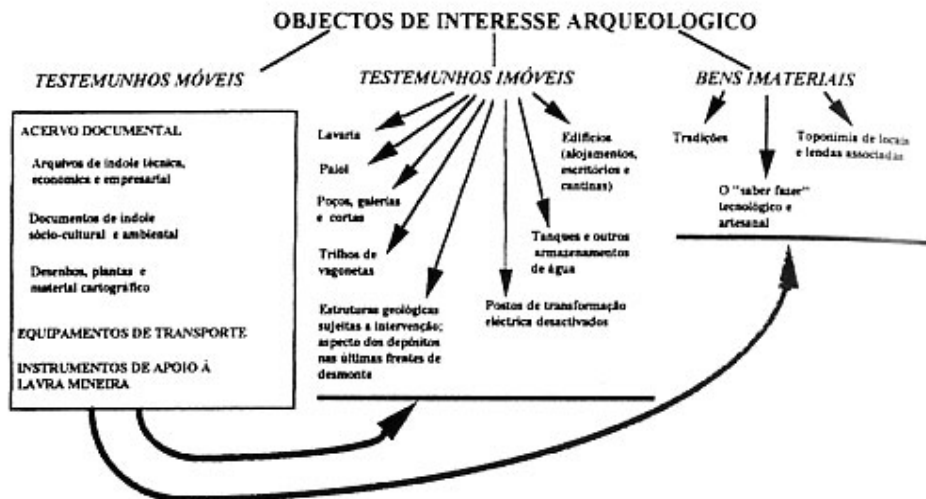 OBJECTOS DE INTERESSE ARQUEOLOGICO
TESTEMUNHOS MÓVEIS
ACERVO DOCUMENTAL
Arquivos de índole técnica,
económica e empresarial
Documentos de índole
sócio-cultural e ambiental
Desenhos, plantas e
material cartográfico
EQUIPAMENTOS DE TRANSPORTE
INSTRUMENTOS DE APOIO À
LAVRA MINEIRA
TESTEMUNHOS IMÓVEIS
Lavaria
Paiol
Poços, galerias
e cortas
Trilhos de
vagonetas
Estruturas geológicas
sujeitas a intervenção;
aspecto dos depósitos
nas últimas frentes de
desmonte
Postos de transformação
eléctrica desactivados
Tanques e outros
armazenamentos
de água
Edifícios
(alojamentos,
escritórios e
cantinas)
BENS IMATERIAIS
Tradições
O "saber fazer"
tecnológico e
artesanal
Toponimia de locais
e lendas associadas